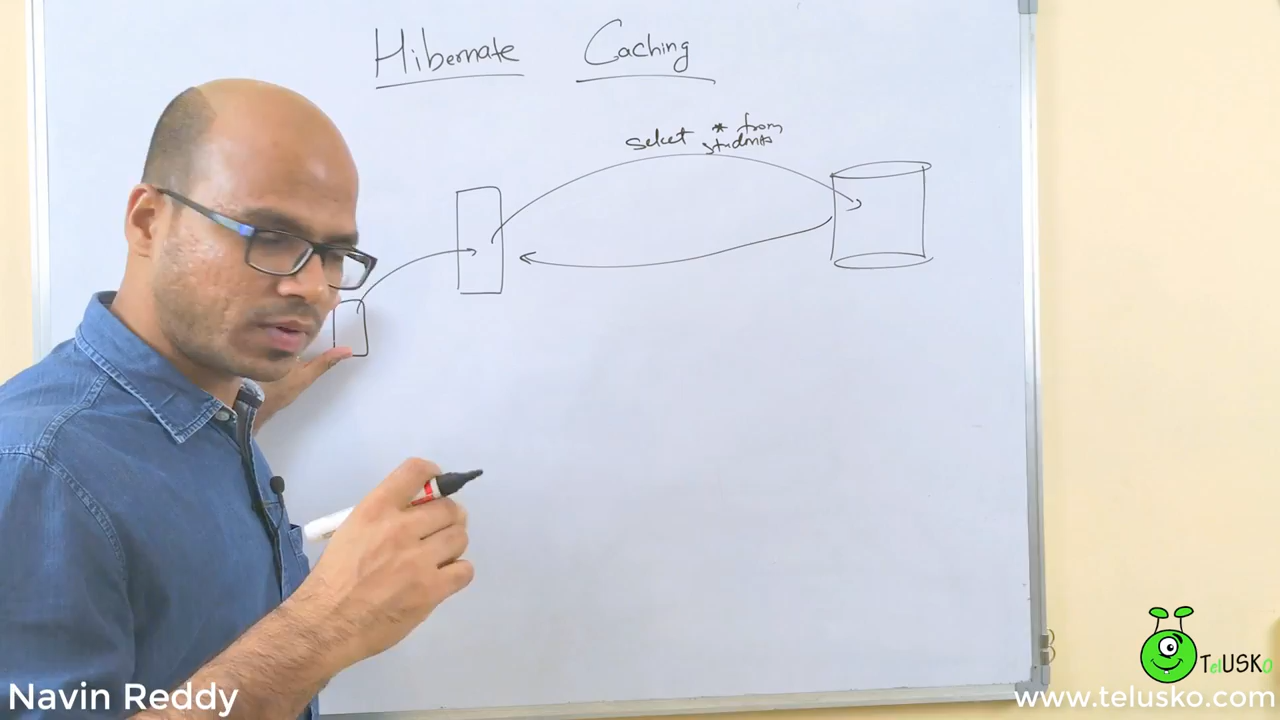 Hibernate Caching
select * from
students
Navin Reddy
TelUSKo
www.telusko.com